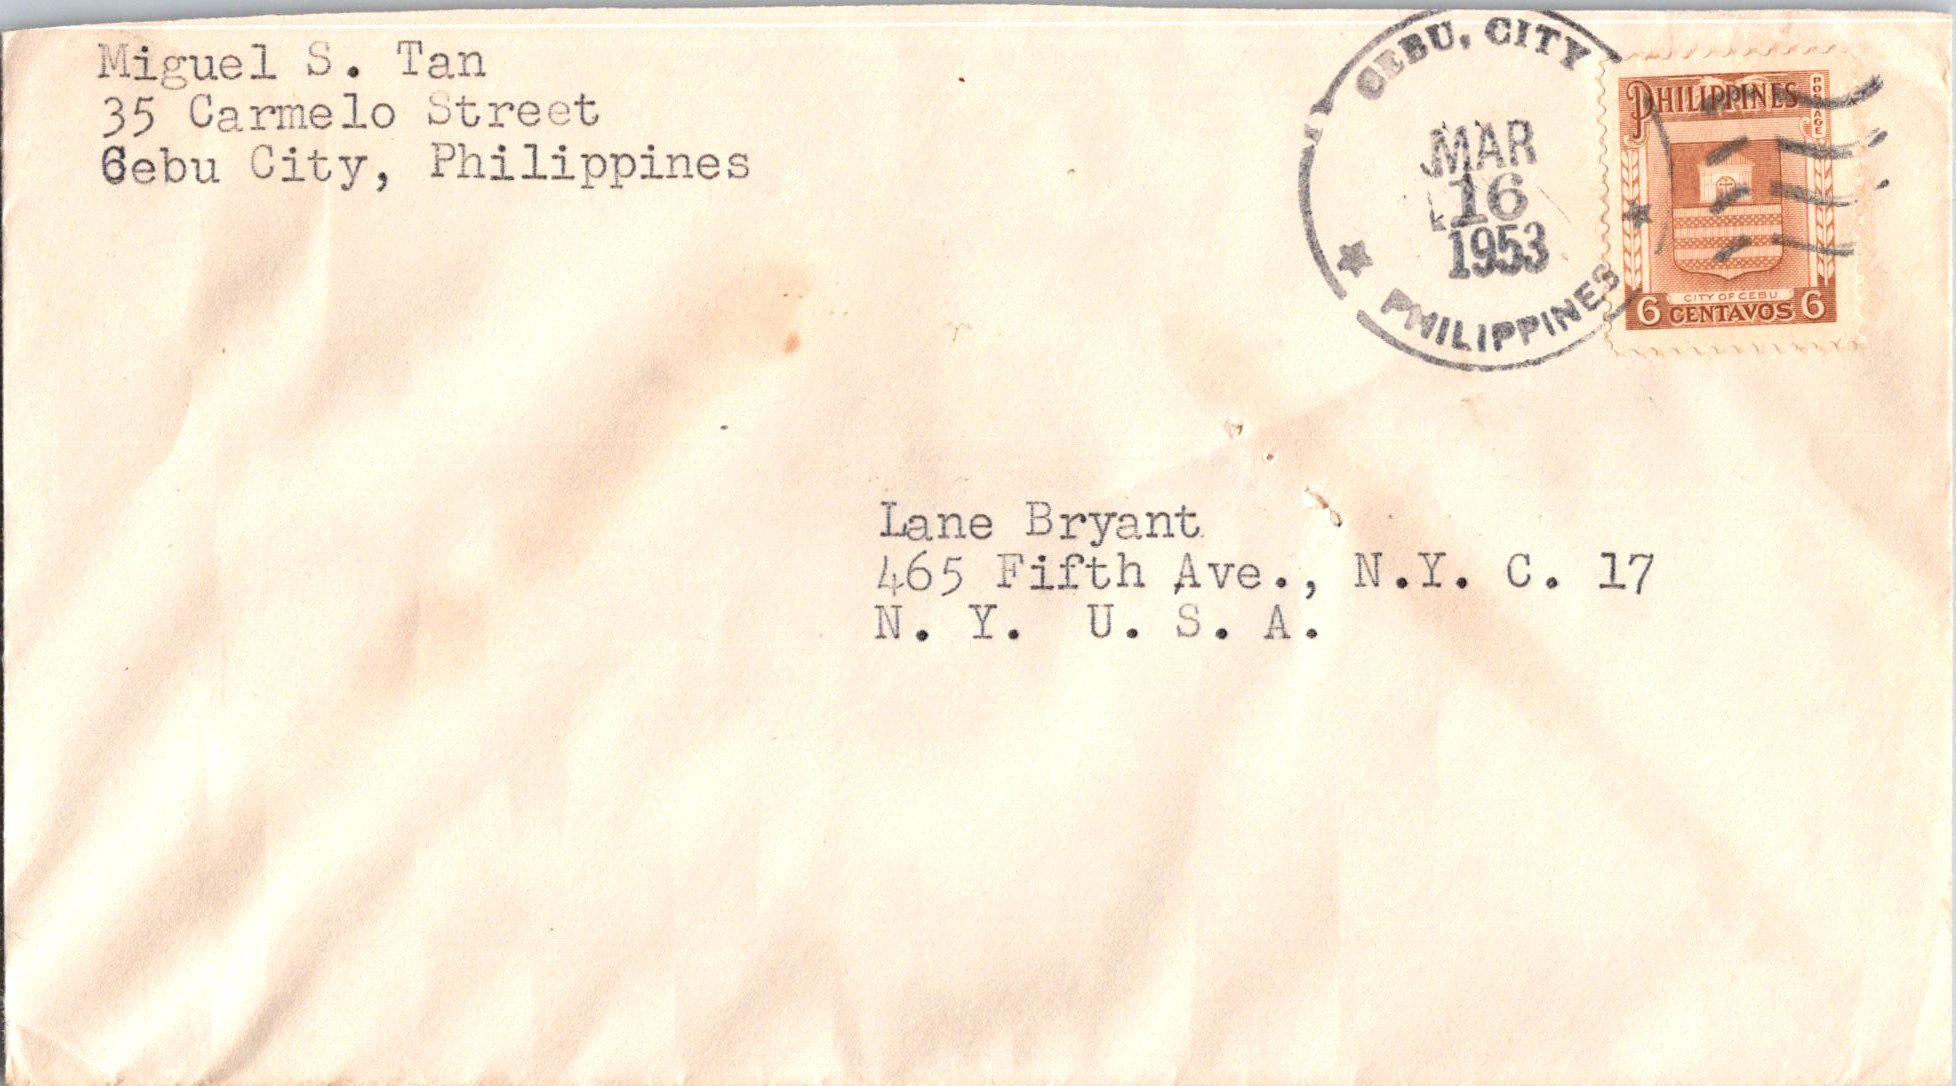 Miguel S. Tan
35 Carmelo Street
Cebu City, Philippines
CEBU, CITY
MAR
16
1953
PHILIPPINES
PHILIPPINES
POSTAGE
CITY OF CEBU
6 CENTAVOS 6
Lane Bryant
465 Fifth Ave., N.Y. C. 17
N. Y. U. S. A.